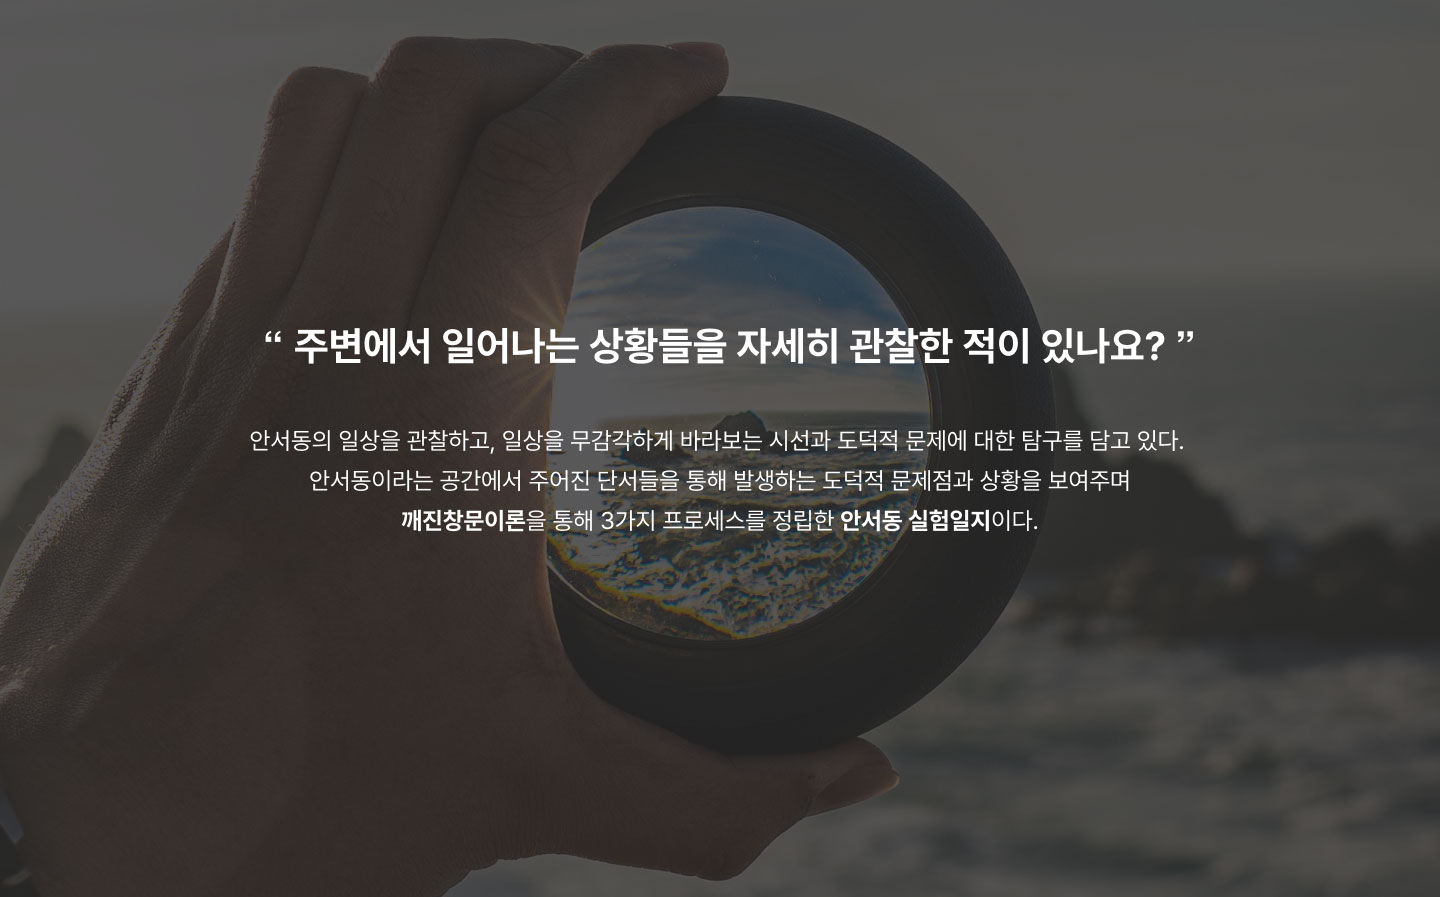 “ 주변에서 일어나는 상황들을 자세히 관찰한 적이 있나요? ”
안서동의 일상을 관찰하고, 일상을 무감각하게 바라보는 시선과 도덕적 문제에 대한 탐구를 담고 있다.
안서동이라는 공간에서 주어진 단서들을 통해 발생하는 도덕적 문제점과 상황을 보여주며
깨진창문이론을 통해 3가지 프로세스를 정립한 안서동 실험일지이다.